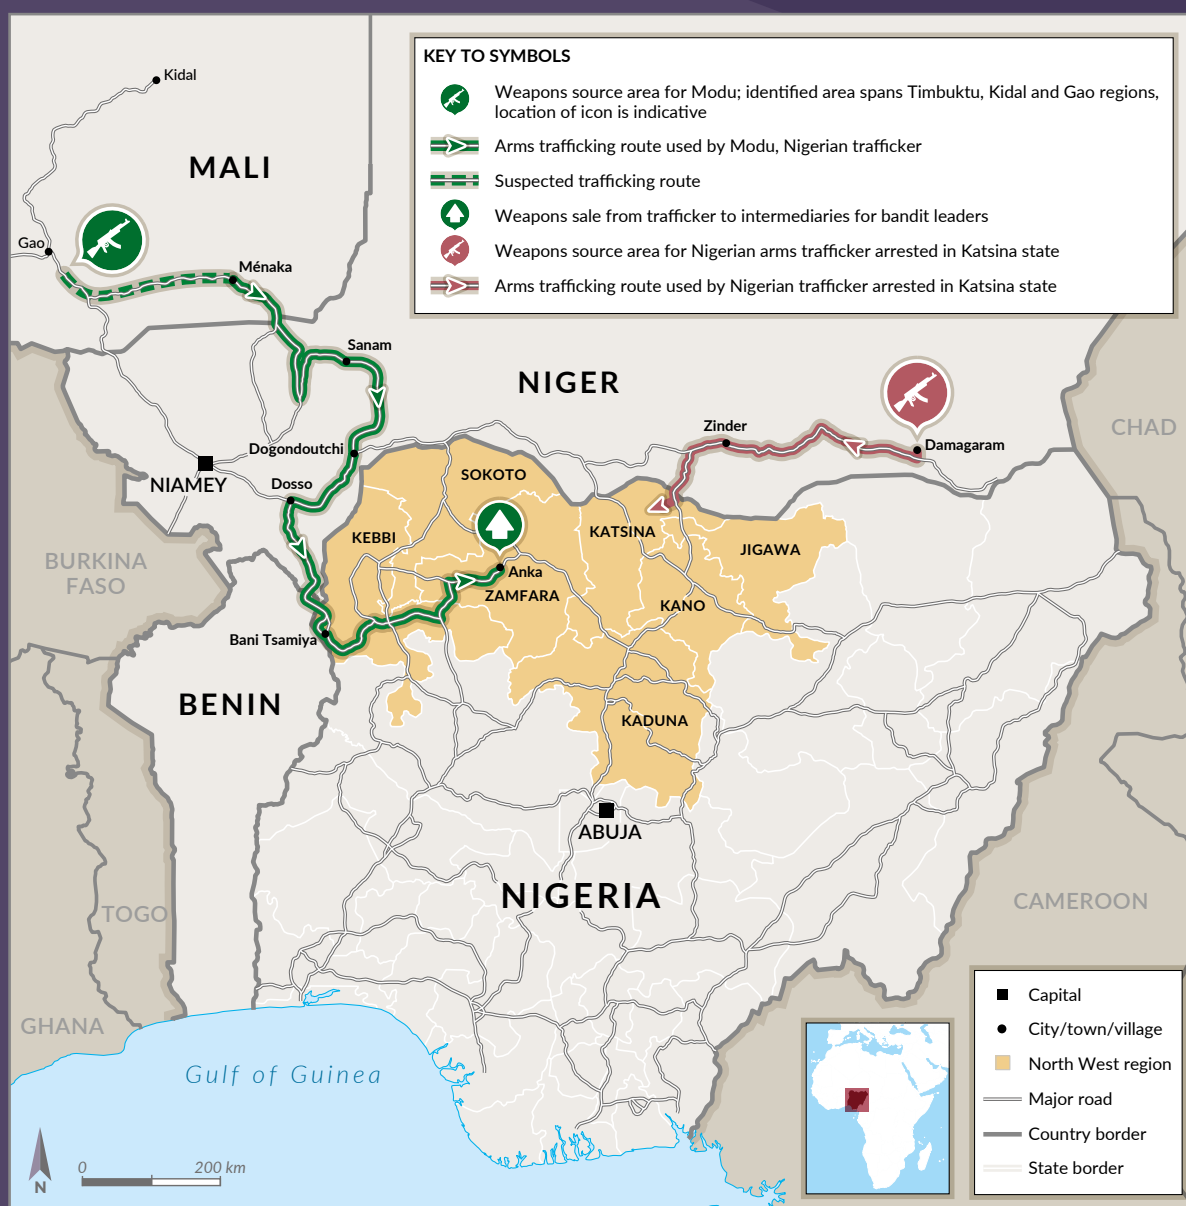 KEY TO SYMBOLS
Weapons source area for Modu; identified area spans Timbuktu, Kidal and Gao regions,
location of icon is indicative
Arms trafficking route used by Modu, Nigerian trafficker
Suspected trafficking route
Weapons sale from trafficker to intermediaries for bandit leaders
Weapons source area for Nigerian arms trafficker arrested in Katsina state
Arms trafficking route used by Nigerian trafficker arrested in Katsina state
Kidal
MALI
Gao
Ménaka
Sanam
NIGER
CHAD
Zinder
Damagaram
Dogondoutchi
NIAMEY
Dosso
SOKOTO
KEBBI
KATSINA
JIGAWA
BURKINA
FASO
Anka
ZAMFARA
KANO
Bani Tsamiya
BENIN
KADUNA
ABUJA
NIGERIA
TOGO
CAMEROON
GHANA
Gulf of Guinea
Capital
City/town/village
North West region
Major road
Country border
State border
N
0
200 km